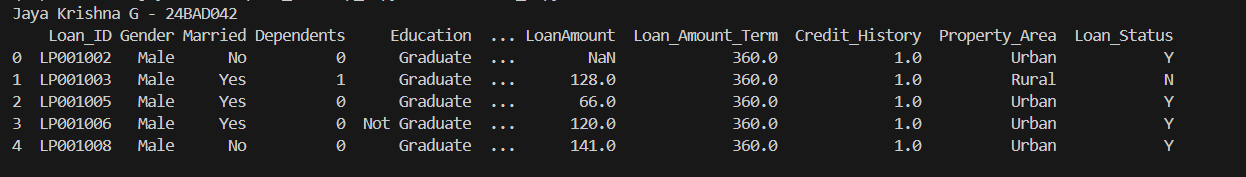 Jaya Krishna G - 24BAD042
Loan_ID Gender Married Dependents Education ... LoanAmount Loan_Amount_Term Credit_History Property_Area Loan_Status
0 LP001002 Male No 0 Graduate ... NaN 360.0 1.0 Urban Y
1 LP001003 Male Yes 1 Graduate ... 128.0 360.0 1.0 Rural N
2 LP001005 Male Yes 0 Graduate ... 66.0 360.0 1.0 Urban Y
3 LP001006 Male Yes 0 Not Graduate ... 120.0 360.0 1.0 Urban Y
4 LP001008 Male No 0 Graduate ... 141.0 360.0 1.0 Urban Y